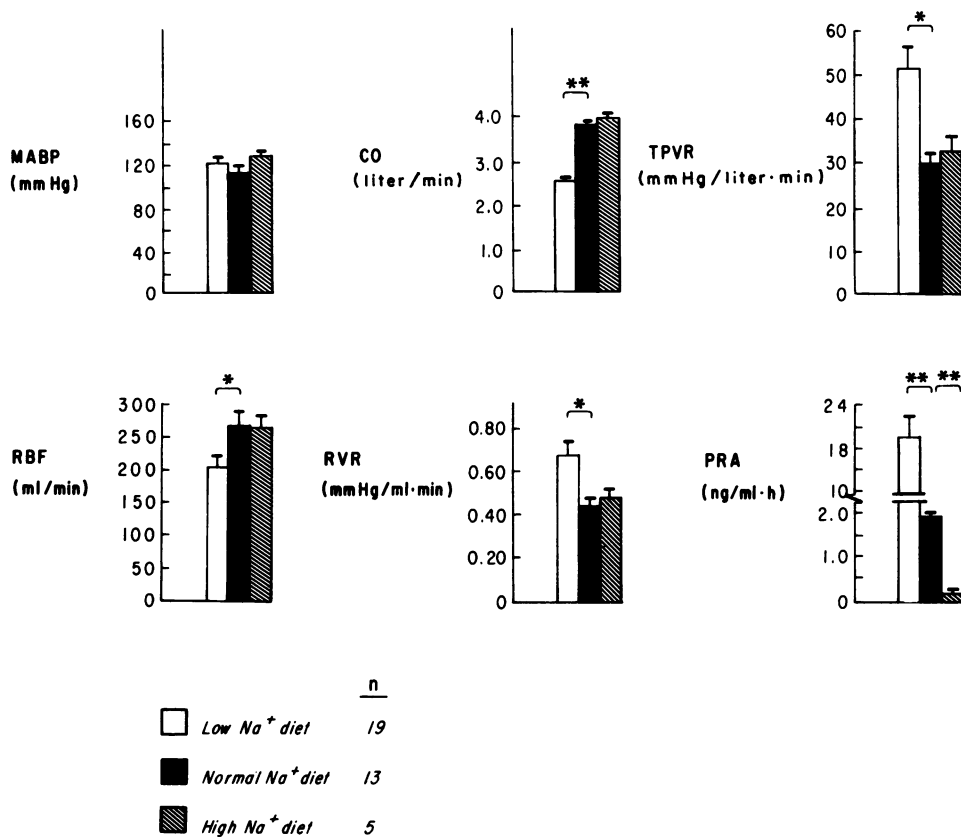 MABP
(mmHg)
160
120
80
40
0
CO
(liter/min)
**
4.0
3.0
2.0
1.0
0
TPVR
(mmHg/liter·min)
*
60
50
40
30
20
10
0
RBF
(ml/min)
*
300
250
200
150
100
50
0
RVR
(mmHg/ml·min)
*
0.80
0.60
0.40
0.20
0
PRA
(ng/ml·h)
** **
24
18
10
2.0
1.0
0
n
Low Na+ diet 19
Normal Na+ diet 13
High Na+ diet 5